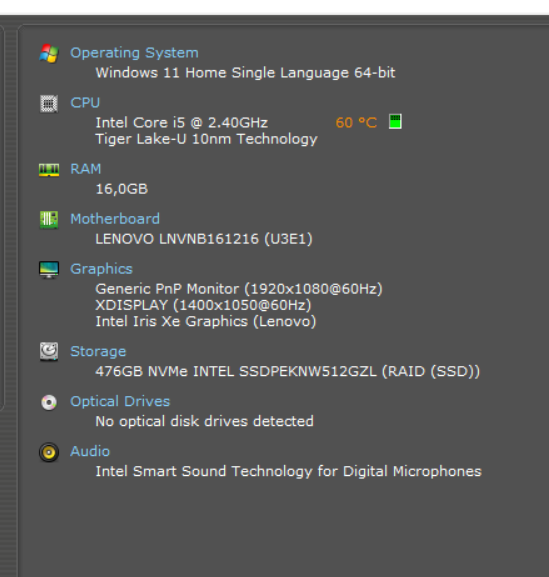 Operating System
Windows 11 Home Single Language 64-bit
CPU
Intel Core i5 @ 2.40GHz 60 °C
Tiger Lake-U 10nm Technology
RAM
16,0GB
Motherboard
LENOVO LNVNB161216 (U3E1)
Graphics
Generic PnP Monitor (1920x1080@60Hz)
XDISPLAY (1400x1050@60Hz)
Intel Iris Xe Graphics (Lenovo)
Storage
476GB NVMe INTEL SSDPEKNW512GZL (RAID (SSD))
Optical Drives
No optical disk drives detected
Audio
Intel Smart Sound Technology for Digital Microphones